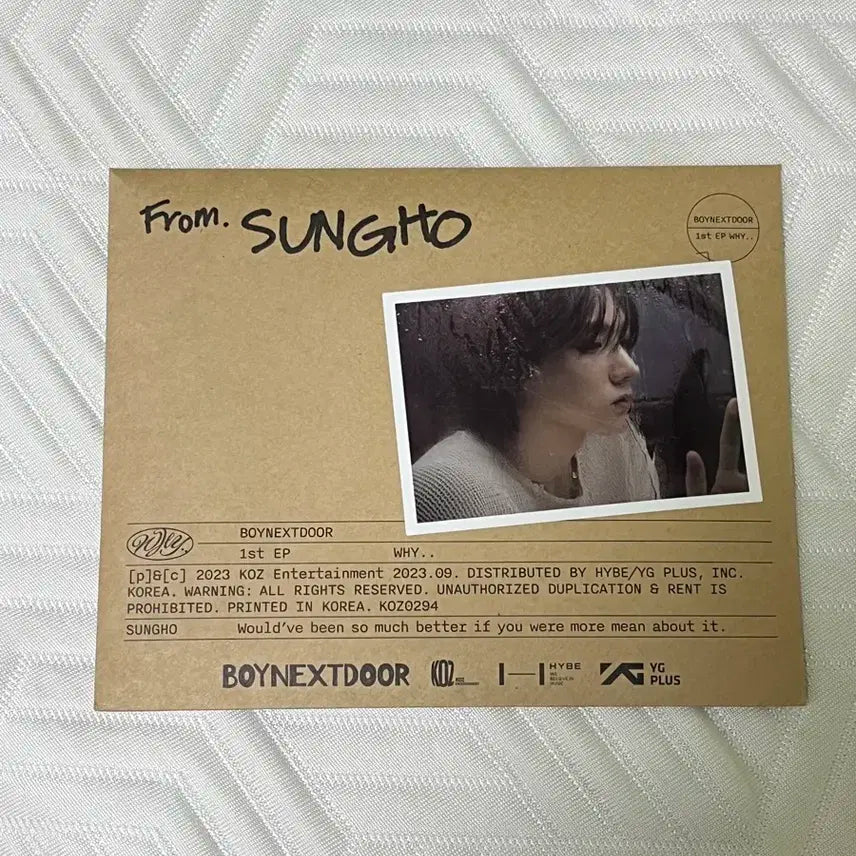 From. SUNGHO
BOYNEXTDOOR
1st EP WHY..
WHY..
BOYNEXTDOOR
1st EP WHY..
[p]&[c] 2023 KOZ Entertainment 2023.09. DISTRIBUTED BY HYBE/YG PLUS, INC.
KOREA. WARNING: ALL RIGHTS RESERVED. UNAUTHORIZED DUPLICATION & RENT IS
PROHIBITED. PRINTED IN KOREA. KOZ0294
SUNGHO Would've been so much better if you were more mean about it.
BOYNEXTDOOR KOZ HYBE YG PLUS